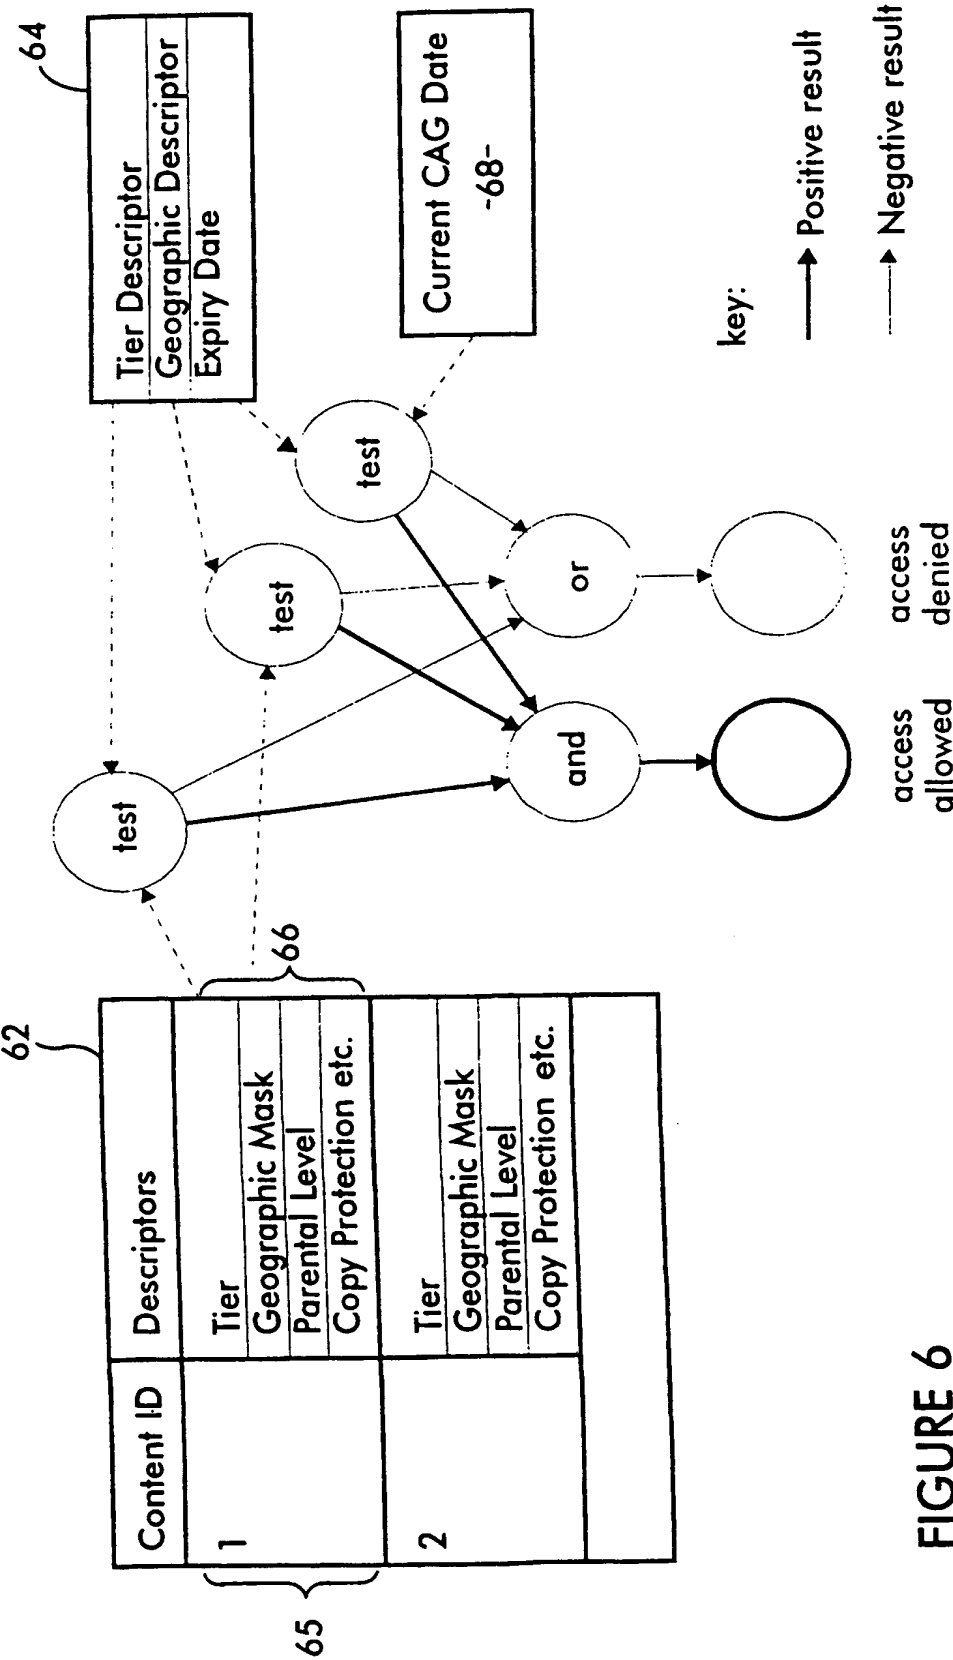 62
Content ID
Descriptors
1
Tier
Geographic Mask
Parental Level
Copy Protection etc.
2
Tier
Geographic Mask
Parental Level
Copy Protection etc.
65
66
64
Tier Descriptor
Geographic Descriptor
Expiry Date
Current CAG Date
-68-
test
test
test
and
or
access
allowed
access
denied
key:
Positive result
Negative result
FIGURE 6